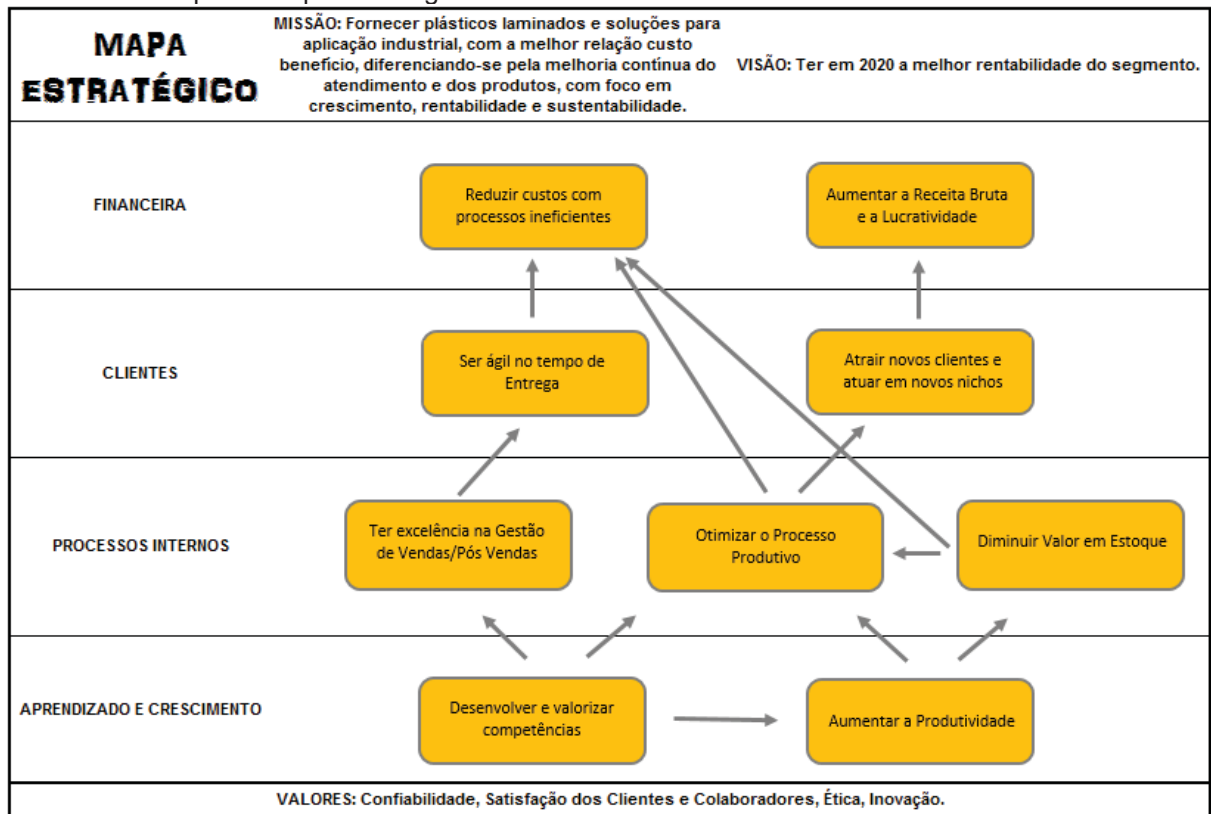 MAPA
ESTRATÉGICO
MISSÃO: Fornecer plásticos laminados e soluções para
aplicação industrial, com a melhor relação custo
benefício, diferenciando-se pela melhoria contínua do
atendimento e dos produtos, com foco em
crescimento, rentabilidade e sustentabilidade.
VISÃO: Ter em 2020 a melhor rentabilidade do segmento.
FINANCEIRA
Reduzir custos com
processos ineficientes
Aumentar a Receita Bruta
e a Lucratividade
CLIENTES
Ser ágil no tempo de
Entrega
Atrair novos clientes e
atuar em novos nichos
PROCESSOS INTERNOS
Ter excelência na Gestão
de Vendas/Pós Vendas
Otimizar o Processo
Produtivo
Diminuir Valor em Estoque
APRENDIZADO E CRESCIMENTO
Desenvolver e valorizar
competências
Aumentar a Produtividade
VALORES: Confiabilidade, Satisfação dos Clientes e Colaboradores, Ética, Inovação.